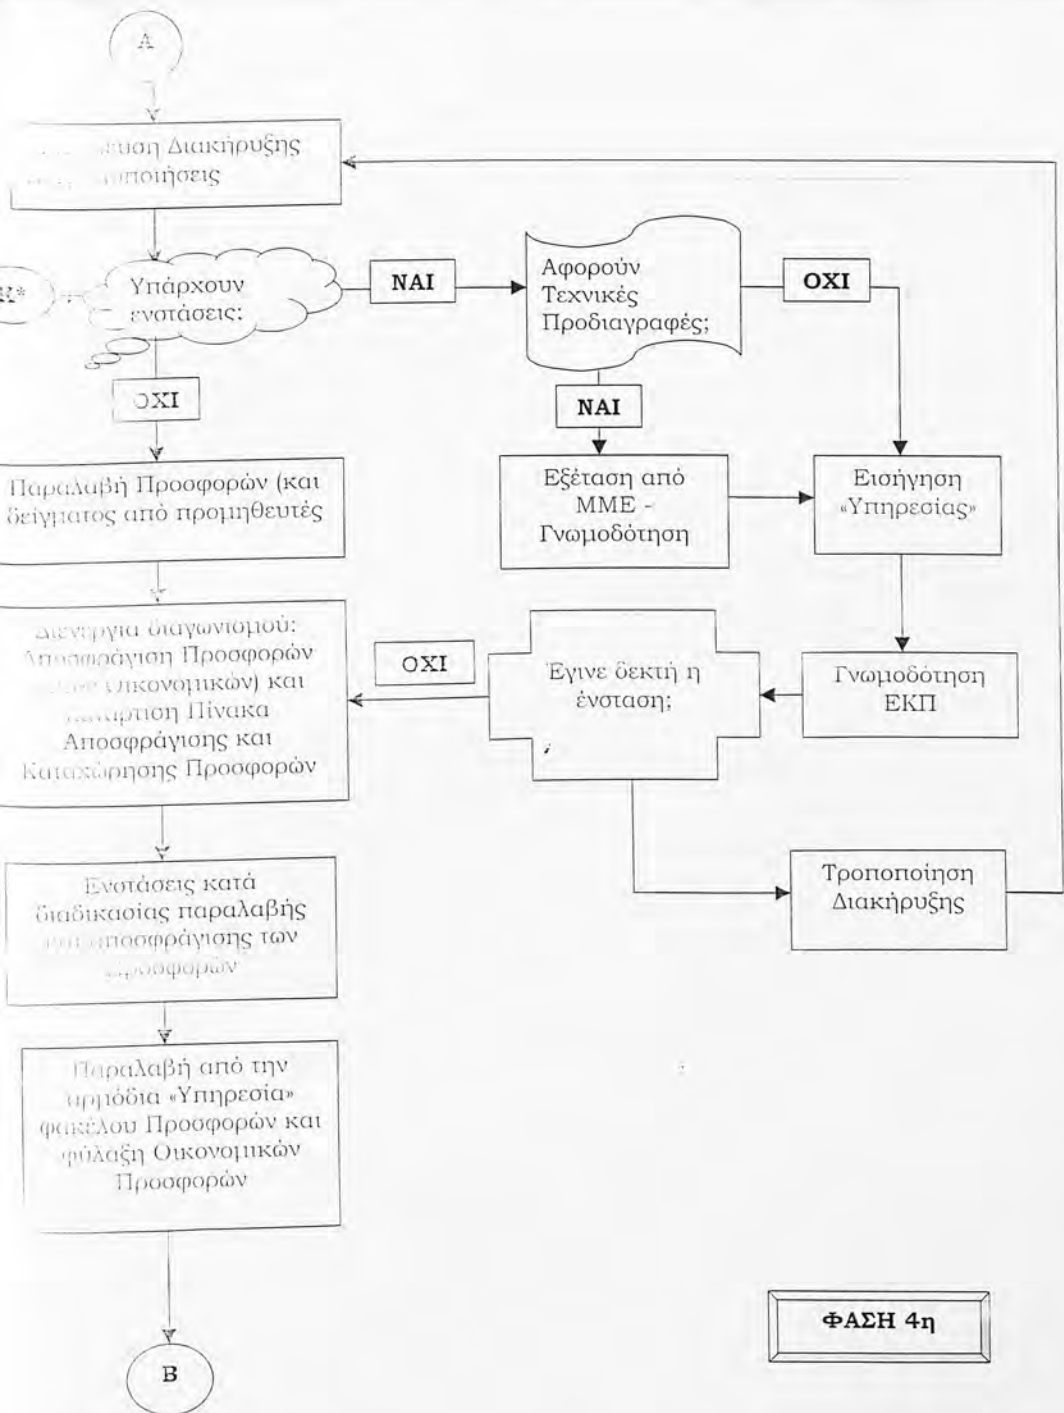 Α
Διακήρυξης
Κ*
Υπάρχουν
ενστάσεις;
ΝΑΙ
Αφορούν
Τεχνικές
Προδιαγραφές;
ΟΧΙ
ΟΧΙ
ΝΑΙ
Παραλαβή Προσφορών (και
δείγματος από προμηθευτές
Εξέταση από
ΜΜΕ -
Γνωμοδότηση
Εισήγηση
«Υπηρεσίας»
Διενέργια διαγωνισμού:
Αποσφράγιση Προσφορών
Οικονομικών) και
Πίνακα
Αποσφράγισης και
Καταχώρησης Προσφορών
ΟΧΙ
Έγινε δεκτή η
ένσταση;
Γνωμοδότηση
ΕΚΠ
Ενστάσεις κατά
διαδικασίας παραλαβής
αποσφράγισης των
Προσφορών
Τροποποίηση
Διακήρυξης
Παραλαβή από την
αρμόδια «Υπηρεσία»
φακέλου Προσφορών και
φύλαξη Οικονομικών
Προσφορών
Β
ΦΑΣΗ 4η